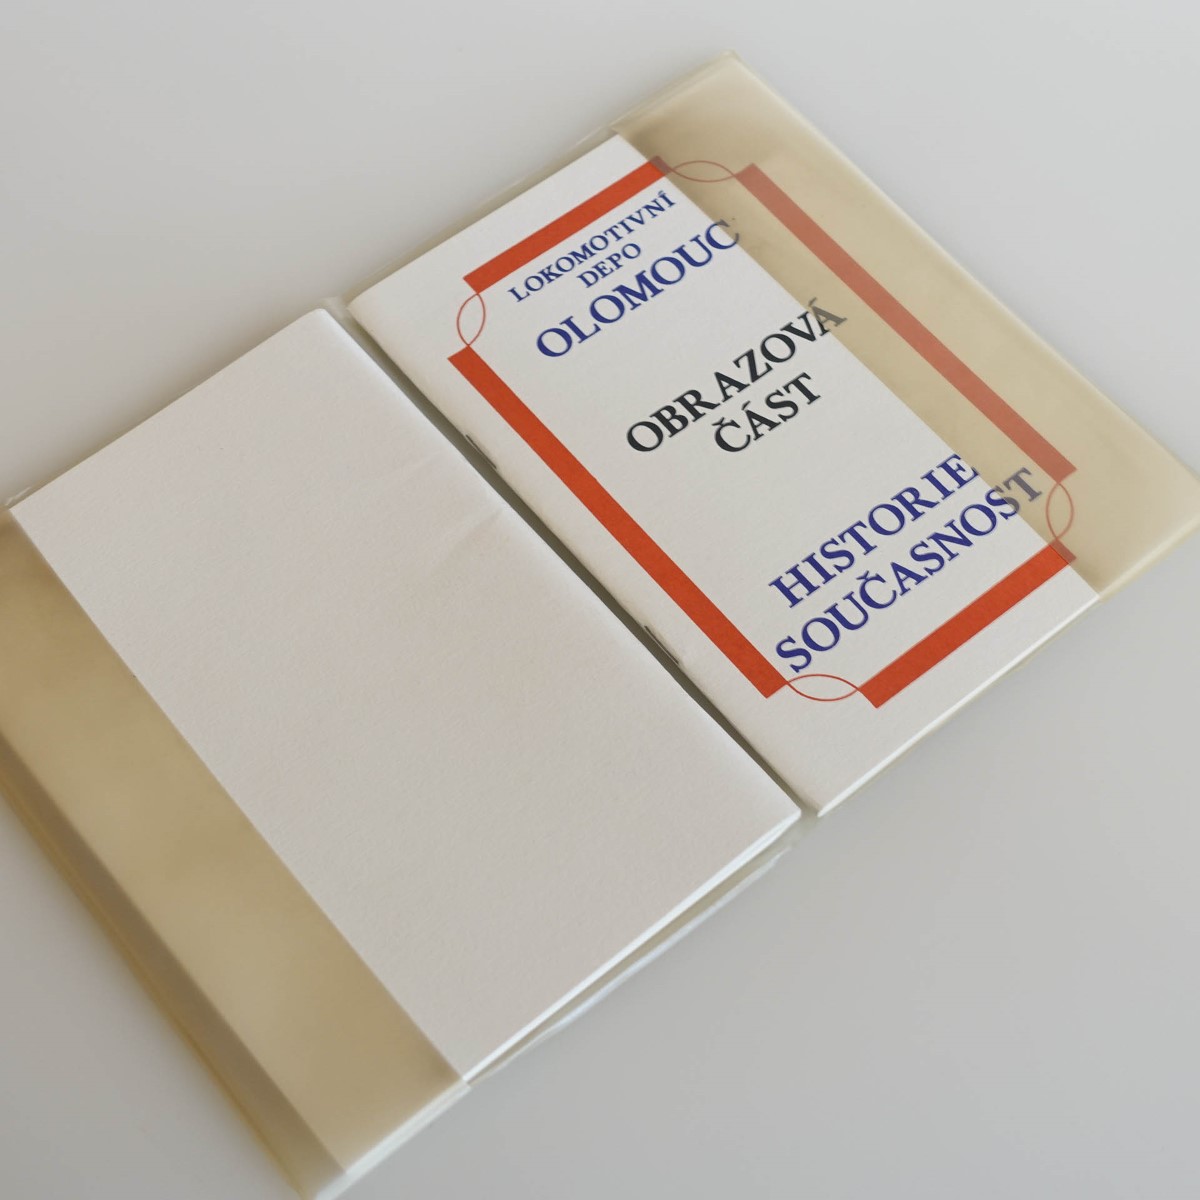 LOKOMOTIVNÍ
DEPO
OLOMOUC
OBRAZOVÁ
ČÁST
HISTORIE
SOUČASNOST